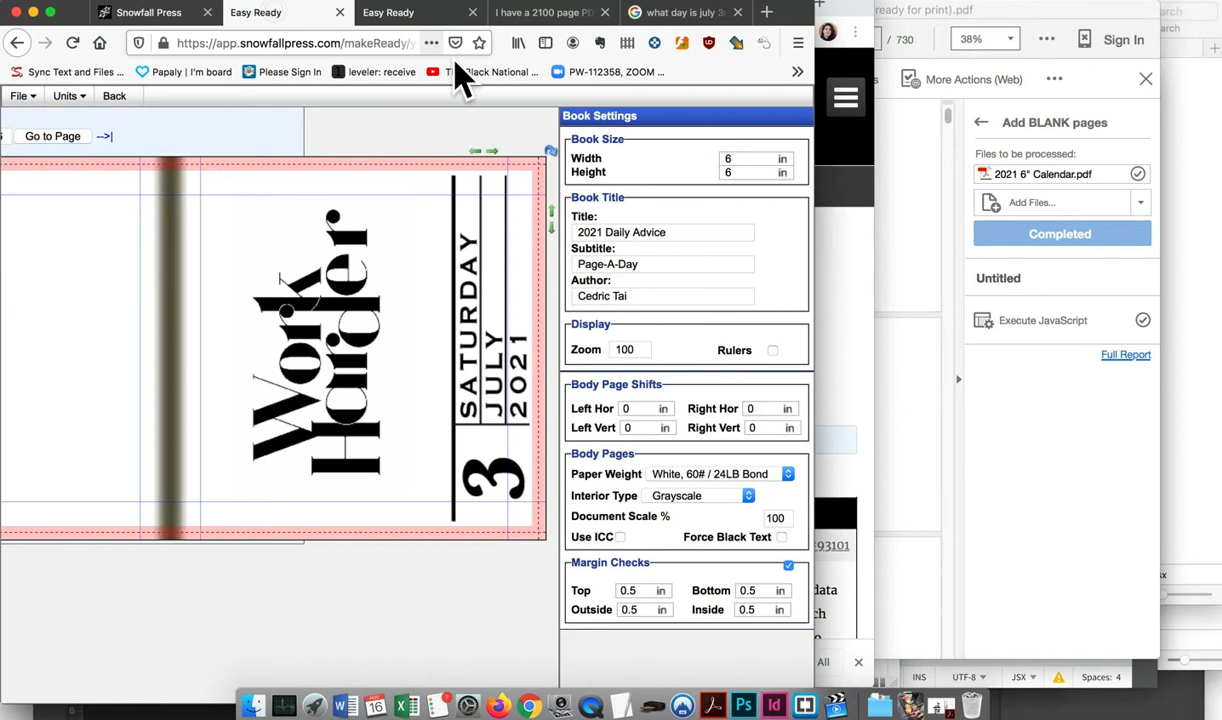 Snowfall Press
Easy Ready
Easy Ready
I have a 2100 page PD
what day is july 3
https://app.snowfallpress.com/makeReady/
Sync Text and Files ...
Papaly | I'm board
Please Sign In
leveler: receive
Black National ...
PW-112358, ZOOM ...
File
Units
Back
Go to Page
-->|
Work
Harder
SATURDAY
JULY
2021
3
Book Settings
Book Size
Width 6 in
Height 6 in
Book Title
Title:
2021 Daily Advice
Subtitle:
Page-A-Day
Author:
Cedric Tai
Display
Zoom 100 Rulers
Body Page Shifts
Left Hor 0 in Right Hor 0 in
Left Vert 0 in Right Vert 0 in
Body Pages
Paper Weight White, 60# / 24LB Bond
Interior Type Grayscale
Document Scale % 100
Use ICC Force Black Text
Margin Checks
Top 0.5 in Bottom 0.5 in
Outside 0.5 in Inside 0.5 in
ready for print).pdf
/ 730
38%
Sign In
More Actions (Web)
Add BLANK pages
Files to be processed:
2021 6" Calendar.pdf
Add Files...
Completed
Untitled
Execute JavaScript
Full Report
E93101
data
ch
All
INS
UTF-8
JSX
Spaces: 4